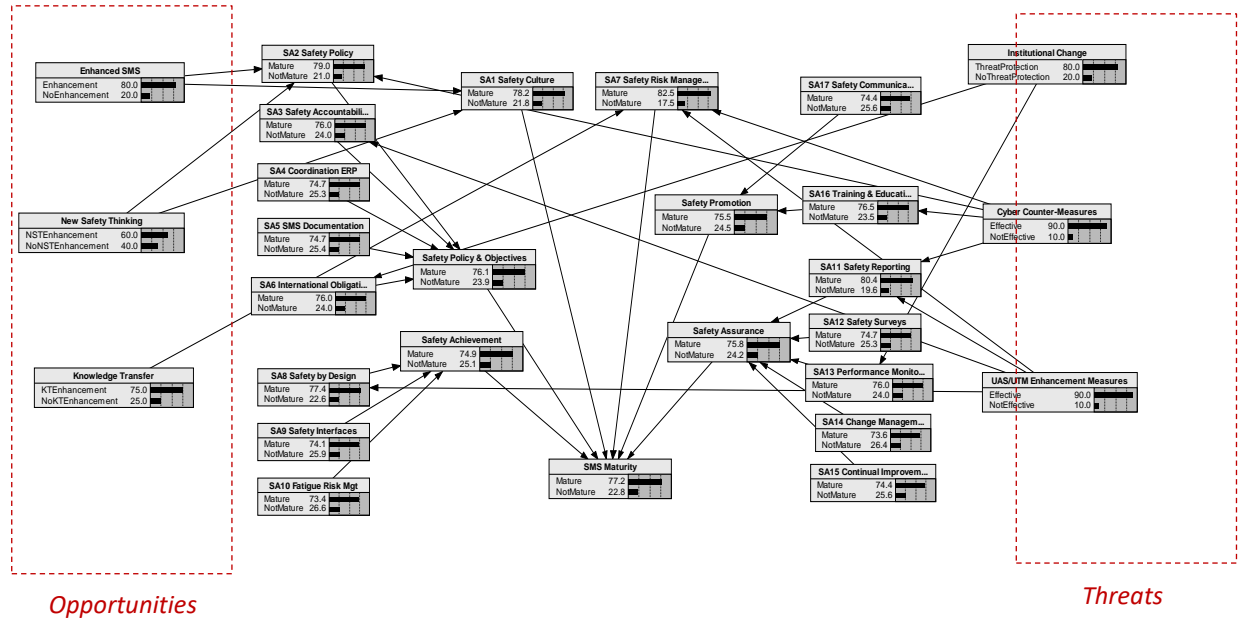 Enhanced SMS
Enhancement 80.0
NoEnhancement 20.0
New Safety Thinking
NSTEnhancement 60.0
NoNSTEnhancement 40.0
Knowledge Transfer
KTEnhancement 75.0
NoKTEnhancement 25.0
Opportunities
SA2 Safety Policy
Mature 79.0
NotMature 21.0
SA3 Safety Accountabili...
Mature 76.0
NotMature 24.0
SA4 Coordination ERP
Mature 74.7
NotMature 25.3
SA5 SMS Documentation
Mature 74.7
NotMature 25.4
SA6 International Obligati...
Mature 76.0
NotMature 24.0
SA8 Safety by Design
Mature 77.4
NotMature 22.6
SA9 Safety Interfaces
Mature 74.1
NotMature 25.9
SA10 Fatigue Risk Mgt
Mature 73.4
NotMature 26.6
SA1 Safety Culture
Mature 78.2
NotMature 21.8
Safety Policy & Objectives
Mature 76.1
NotMature 23.9
Safety Achievement
Mature 74.9
NotMature 25.1
SA7 Safety Risk Manage...
Mature 82.5
NotMature 17.5
SMS Maturity
Mature 77.2
NotMature 22.8
Safety Promotion
Mature 75.5
NotMature 24.5
Safety Assurance
Mature 75.8
NotMature 24.2
SA17 Safety Communica...
Mature 74.4
NotMature 25.6
SA16 Training & Educati...
Mature 76.5
NotMature 23.5
SA11 Safety Reporting
Mature 80.4
NotMature 19.6
SA12 Safety Surveys
Mature 74.7
NotMature 25.3
SA13 Performance Monito...
Mature 76.0
NotMature 24.0
SA14 Change Managem...
Mature 73.6
NotMature 26.4
SA15 Continual Improvem...
Mature 74.4
NotMature 25.6
Institutional Change
ThreatProtection 80.0
NoThreatProtection 20.0
Cyber Counter-Measures
Effective 90.0
NotEffective 10.0
UAS/UTM Enhancement Measures
Effective 90.0
NotEffective 10.0
Threats